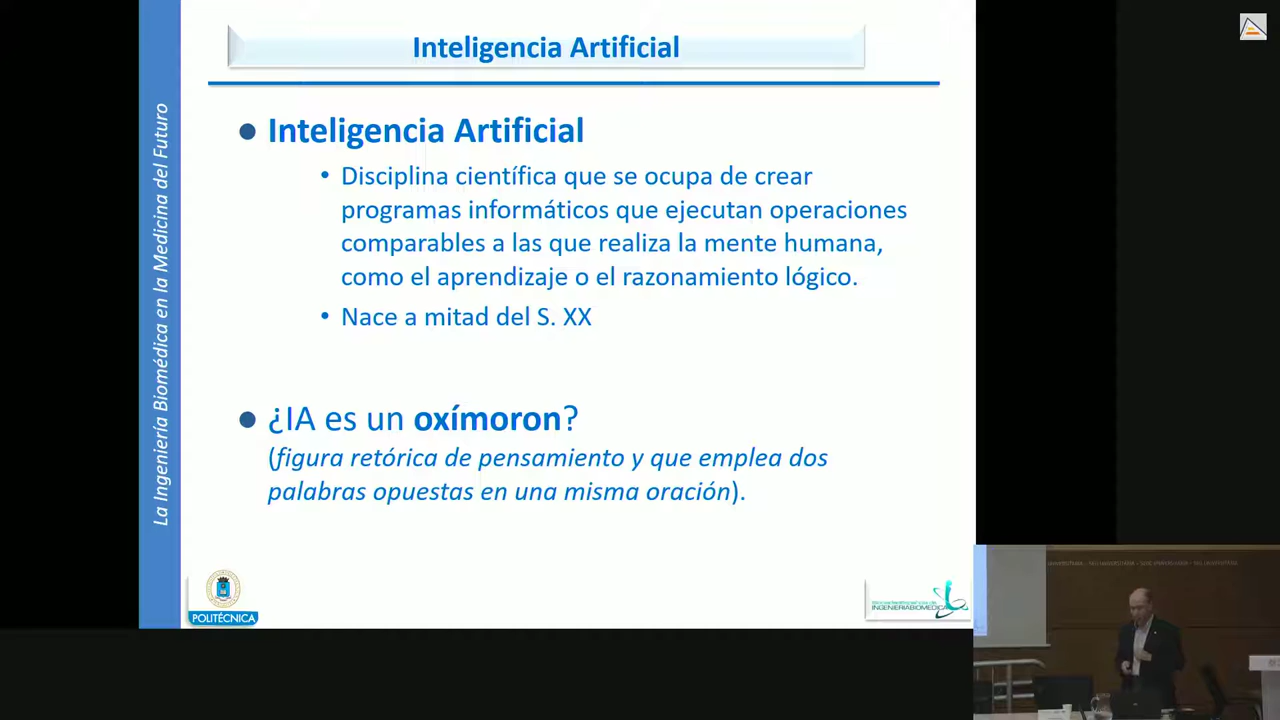 Inteligencia Artificial
La Ingeniería Biomédica en la Medicina del Futuro
● Inteligencia Artificial
• Disciplina científica que se ocupa de crear
programas informáticos que ejecutan operaciones
comparables a las que realiza la mente humana,
como el aprendizaje o el razonamiento lógico.
• Nace a mitad del S. XX
● ¿IA es un oxímoron?
(figura retórica de pensamiento y que emplea dos
palabras opuestas en una misma oración).
POLITÉCNICA
INGENIERÍABIOMÉDICA